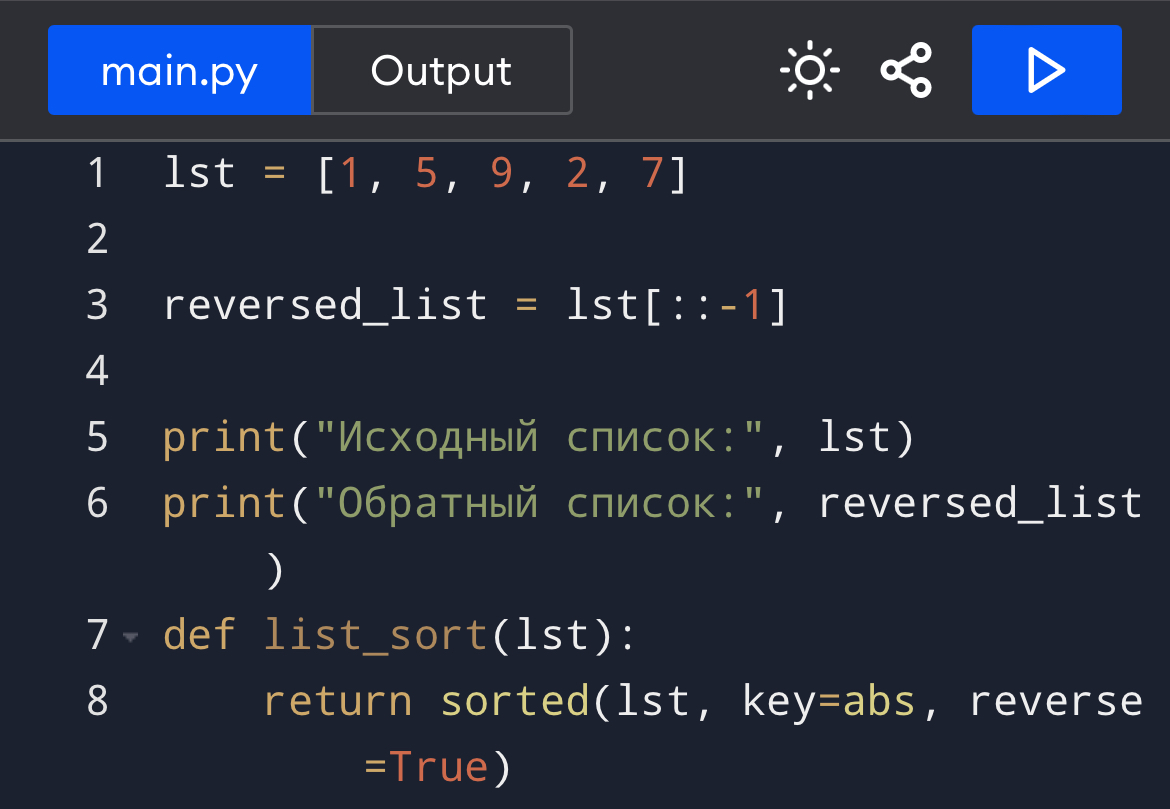 main.py Output
1 lst = [1, 5, 9, 2, 7]
2
3 reversed_list = lst[::-1]
4
5 print("Исходный список:", lst)
6 print("Обратный список:", reversed_list
)
7 def list_sort(lst):
8 return sorted(lst, key=abs, reverse
=True)